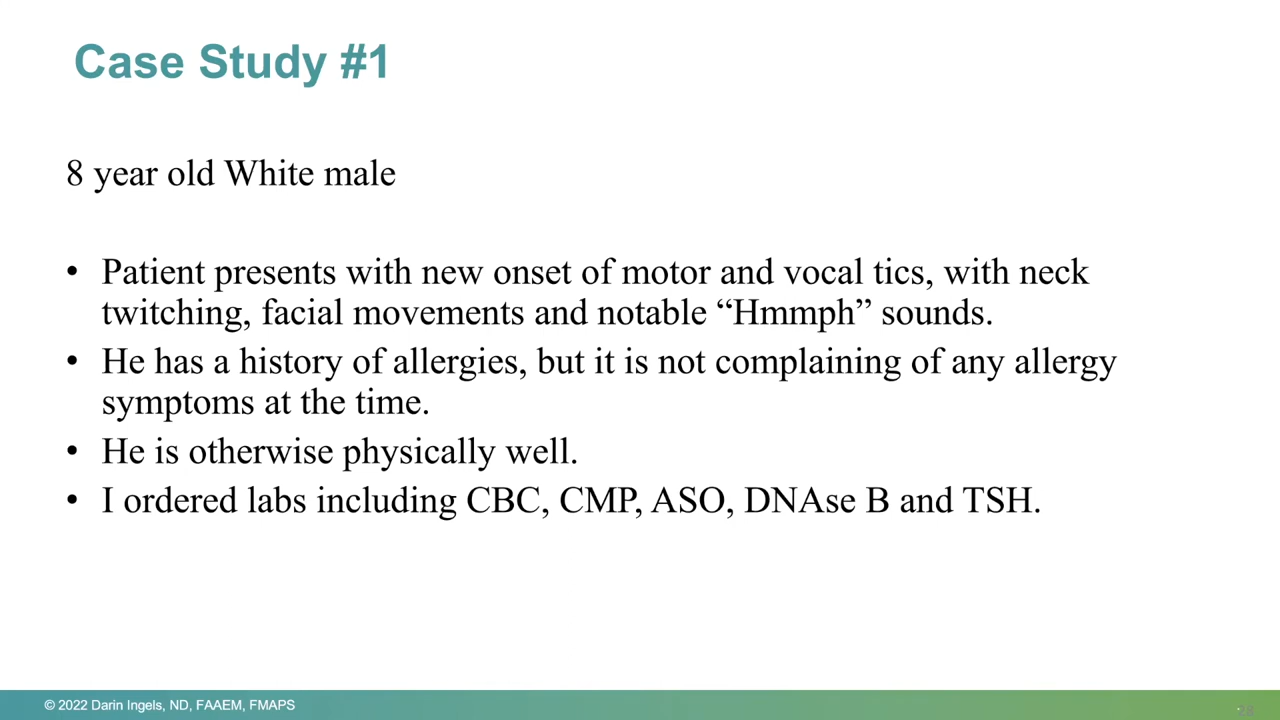 Case Study #1
8 year old White male
• Patient presents with new onset of motor and vocal tics, with neck
twitching, facial movements and notable “Hmmph” sounds.
• He has a history of allergies, but it is not complaining of any allergy
symptoms at the time.
• He is otherwise physically well.
• I ordered labs including CBC, CMP, ASO, DNAse B and TSH.
© 2022 Darin Ingels, ND, FAAEM, FMAPS